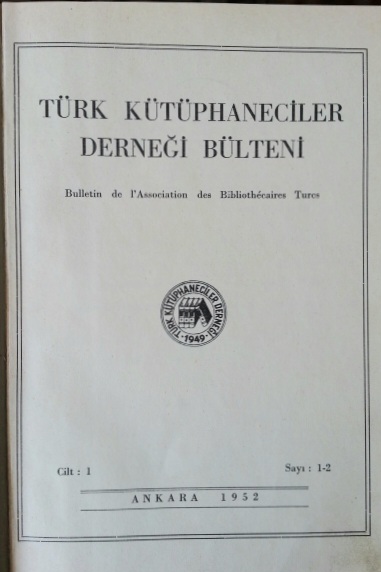 TÜRK KÜTÜPHANECİLER
DERNEĞİ BÜLTENİ
Bulletin de l'Association des Bibliothécaires Turcs
TÜRK KÜTÜPHANECİLER DERNEĞİ
·1949·
Cilt : 1
Sayı : 1-2
ANKARA 1952